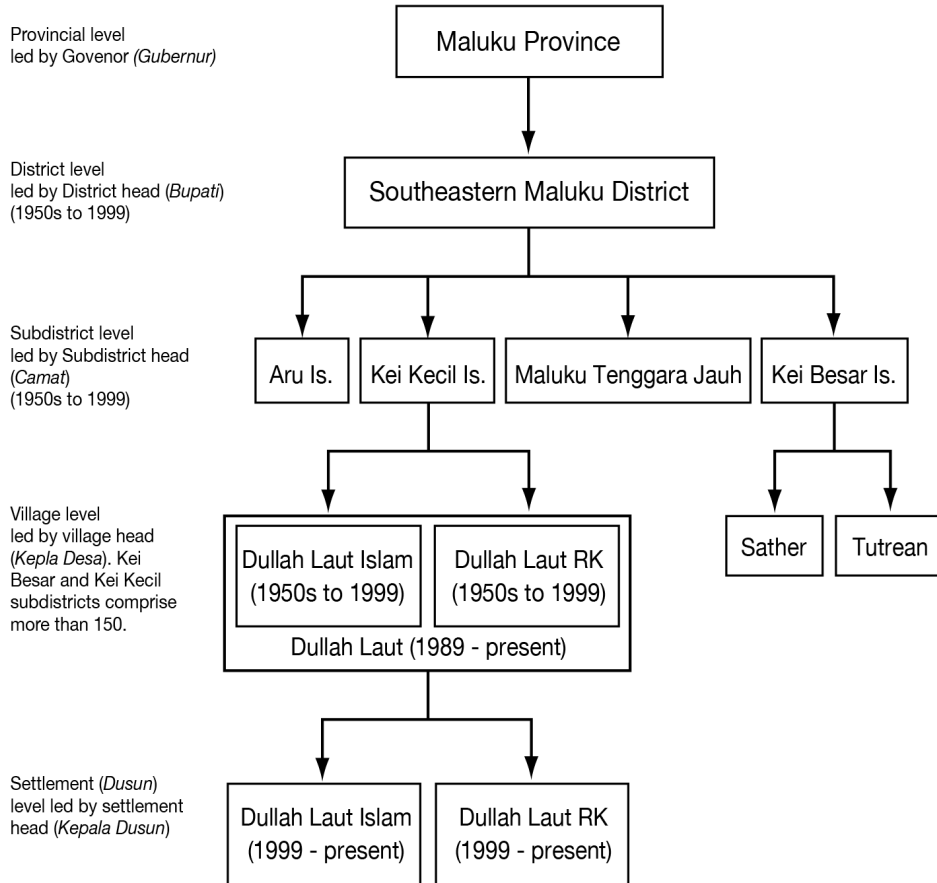 Provincial level
led by Govenor (Gubernur)
Maluku Province
District level
led by District head (Bupati)
(1950s to 1999)
Southeastern Maluku District
Subdistrict level
led by Subdistrict head
(Camat)
(1950s to 1999)
Aru Is.
Kei Kecil Is.
Maluku Tenggara Jauh
Kei Besar Is.
Village level
led by village head
(Kepla Desa). Kei
Besar and Kei Kecil
subdistricts comprise
more than 150.
Dullah Laut Islam
(1950s to 1999)
Dullah Laut RK
(1950s to 1999)
Dullah Laut (1989 - present)
Sather
Tutrean
Settlement (Dusun)
level led by settlement
head (Kepala Dusun)
Dullah Laut Islam
(1999 - present)
Dullah Laut RK
(1999 - present)